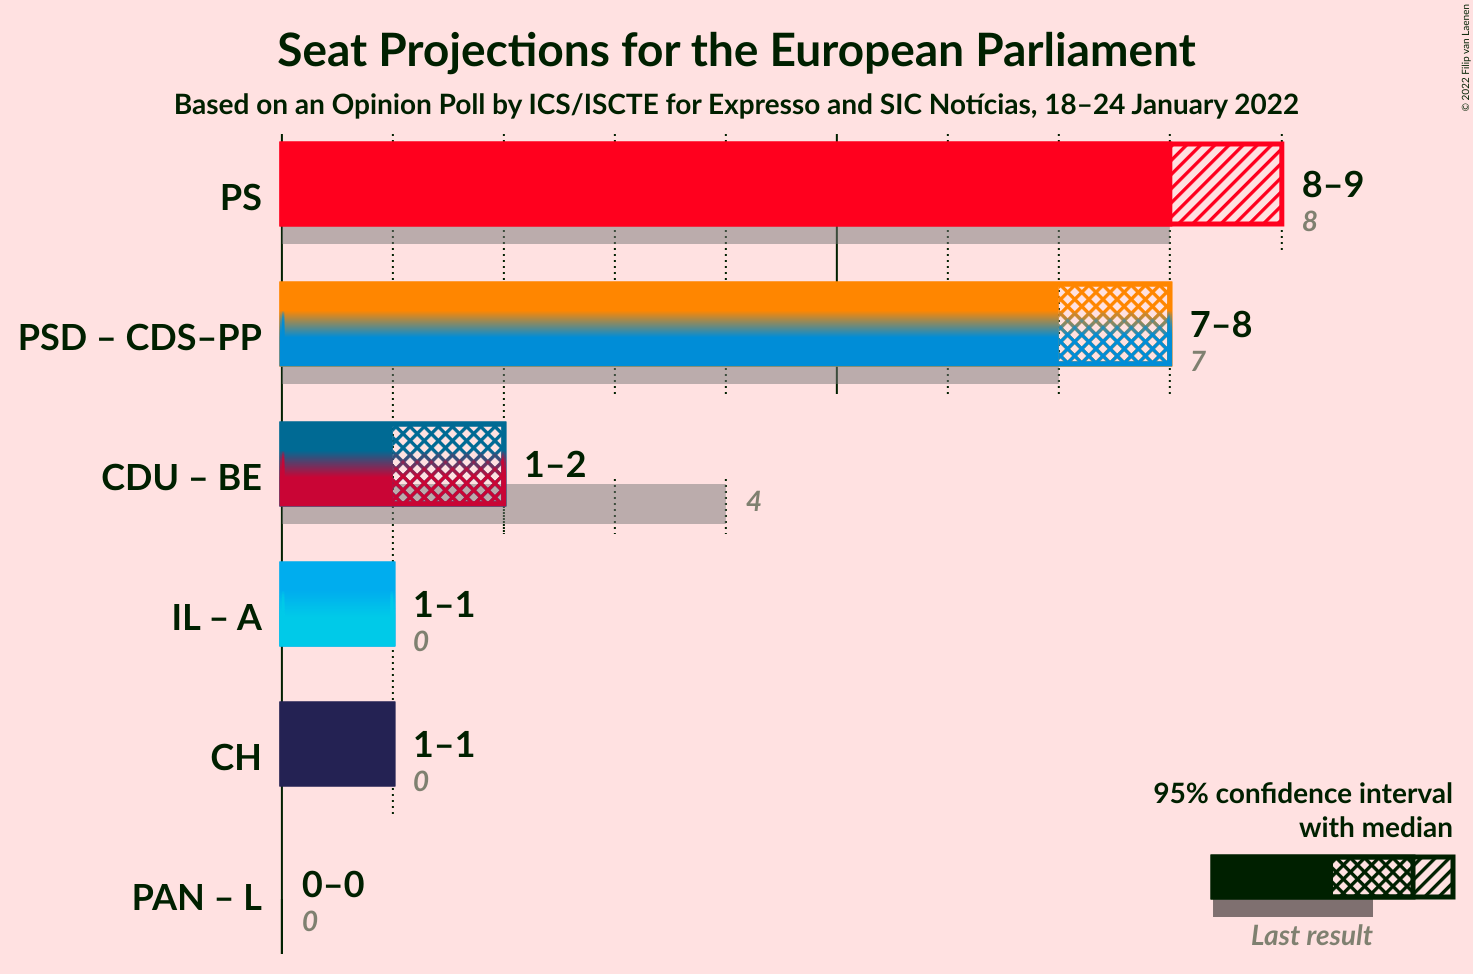 Seat Projections for the European Parliament
Based on an Opinion Poll by ICS/ISCTE for Expresso and SIC Notícias, 18–24 January 2022
© 2022 Filip van Laenen
PS
8–9
8
PSD – CDS–PP
7–8
7
CDU – BE
1–2
4
IL – A
1–1
0
CH
1–1
0
PAN – L
0–0
0
95% confidence interval
with median
Last result